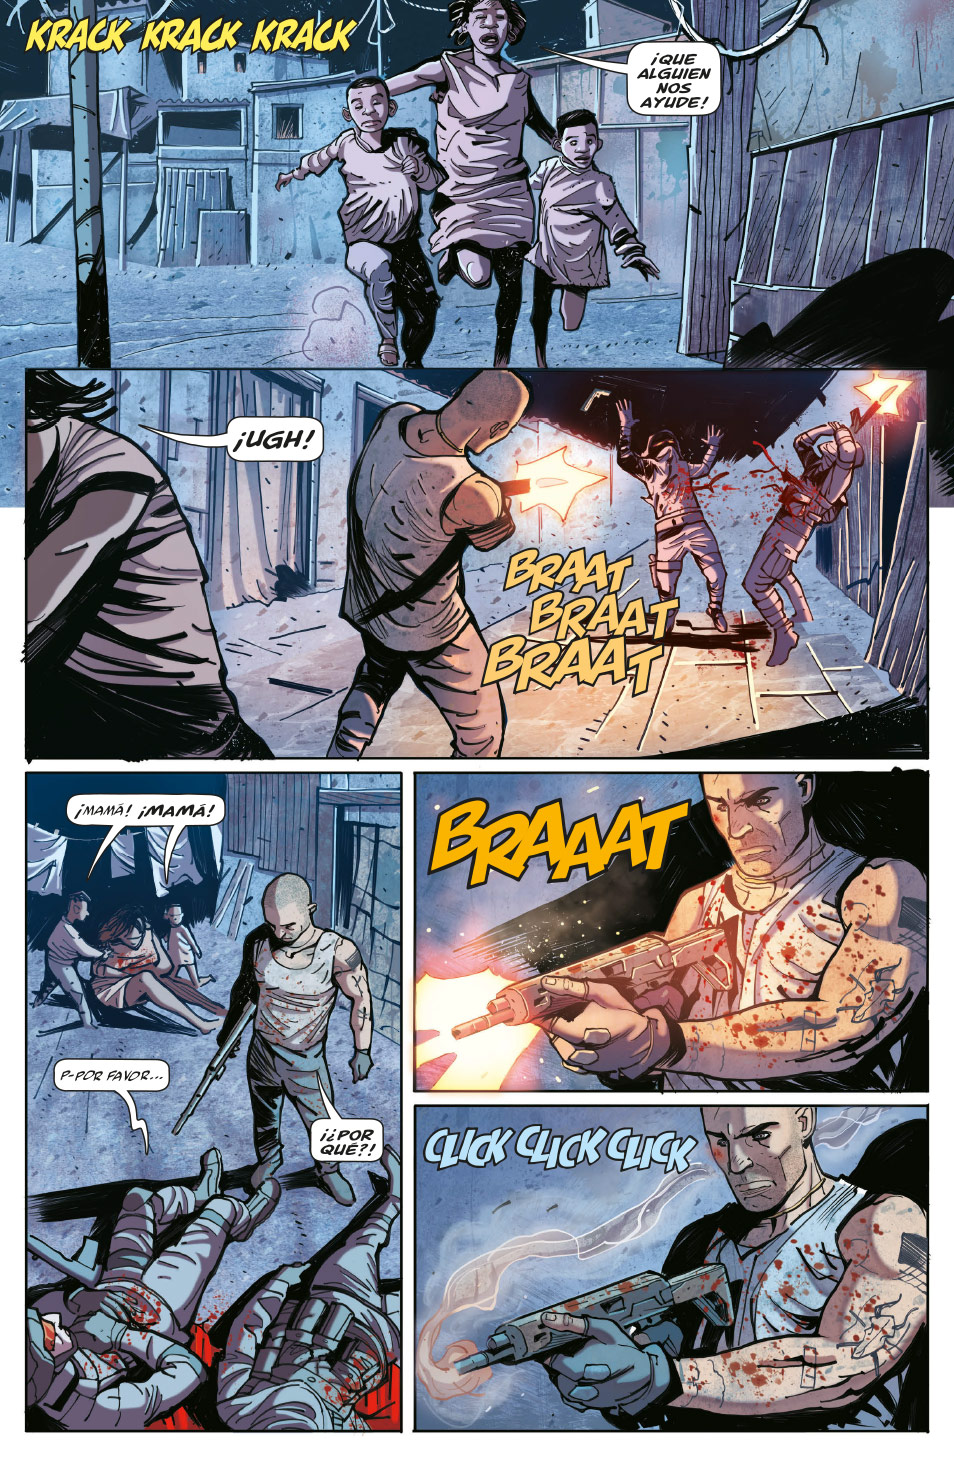 KRACK KRACK KRACK
¡QUE
ALGUIEN
NOS
AYUDE!
¡UGH!
BRAAT
BRAAT
BRAAT
¡MAMÁ! ¡MAMÁ!
P-POR FAVOR...
¡¿POR
QUÉ?!
BRAAAT
CLICK CLICK CLICK